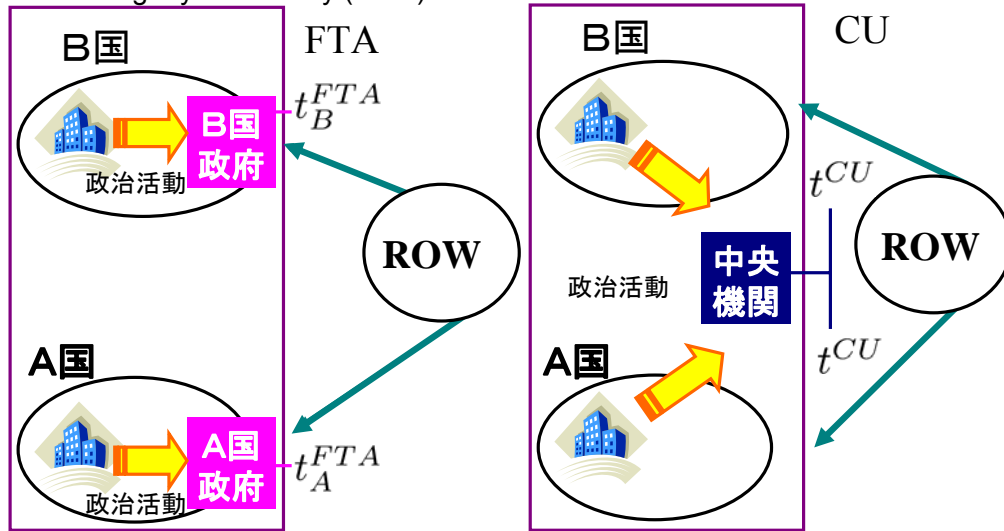 B国
FTA
t_B^{FTA}
B国
政府
政治活動
ROW
A国
A国
政府
t_A^{FTA}
政治活動
B国
CU
t^{CU}
ROW
中央
機関
政治活動
t^{CU}
A国